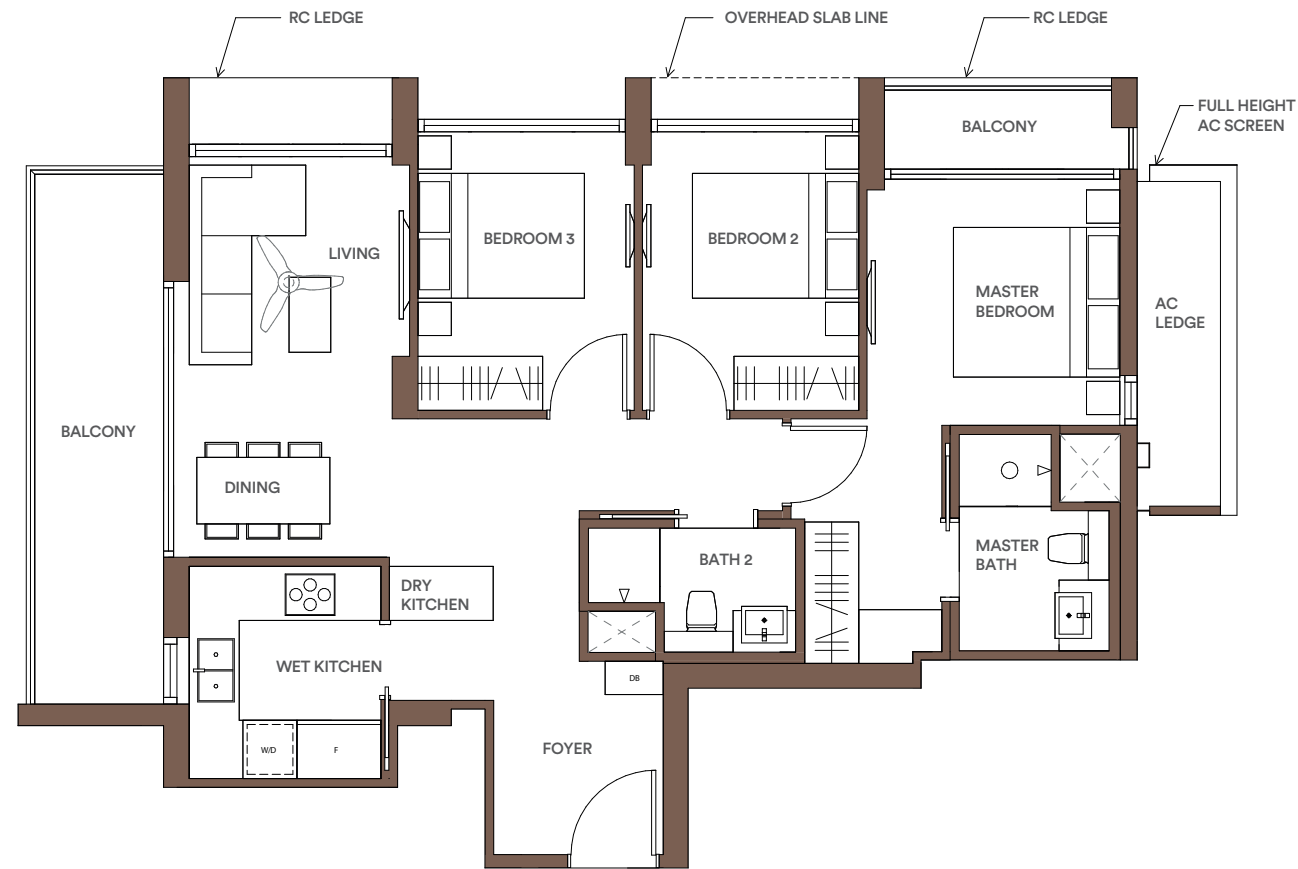 RC LEDGE
OVERHEAD SLAB LINE
RC LEDGE
FULL HEIGHT
AC SCREEN
BALCONY
LIVING
BEDROOM 3
BEDROOM 2
MASTER
BEDROOM
AC
LEDGE
BALCONY
DINING
DRY
KITCHEN
BATH 2
MASTER
BATH
WET KITCHEN
DB
W/D
F
FOYER